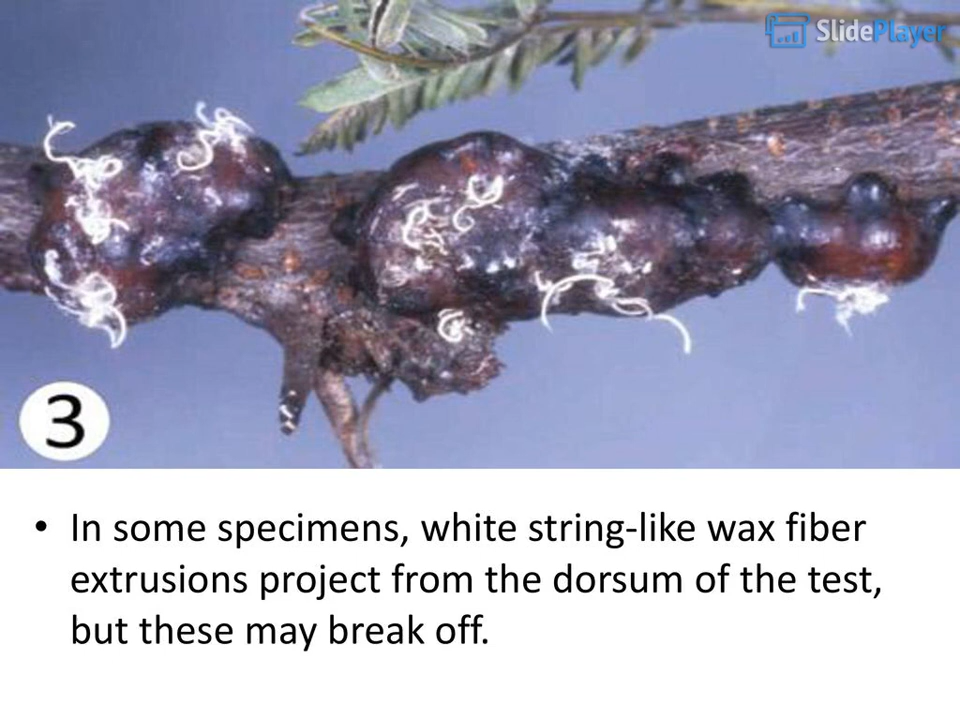 SlidePlayer
3
• In some specimens, white string-like wax fiber
extrusions project from the dorsum of the test,
but these may break off.